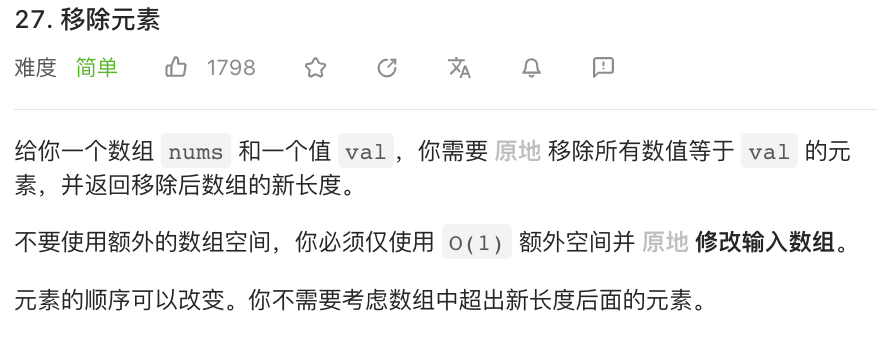 27. 移除元素
难度 简单 1798
给你一个数组 nums 和一个值 val，你需要 原地 移除所有数值等于 val 的元
素，并返回移除后数组的新长度。
不要使用额外的数组空间，你必须仅使用 O(1) 额外空间并 原地 修改输入数组。
元素的顺序可以改变。你不需要考虑数组中超出新长度后面的元素。